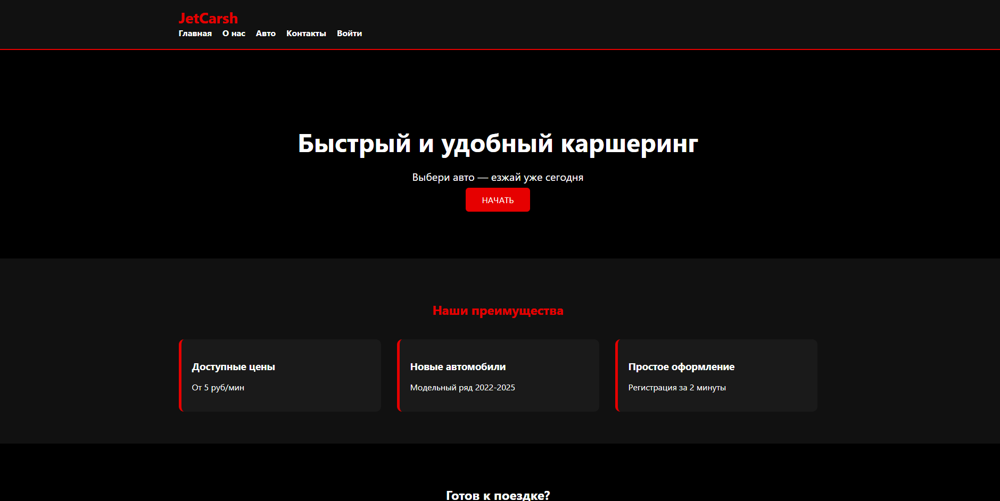 JetCarsh
Главная О нас Авто Контакты Войти
Быстрый и удобный каршеринг
Выбери авто — езжай уже сегодня
НАЧАТЬ
Наши преимущества
Доступные цены
От 5 руб/мин
Новые автомобили
Модельный ряд 2022-2025
Простое оформление
Регистрация за 2 минуты
Готов к поездке?